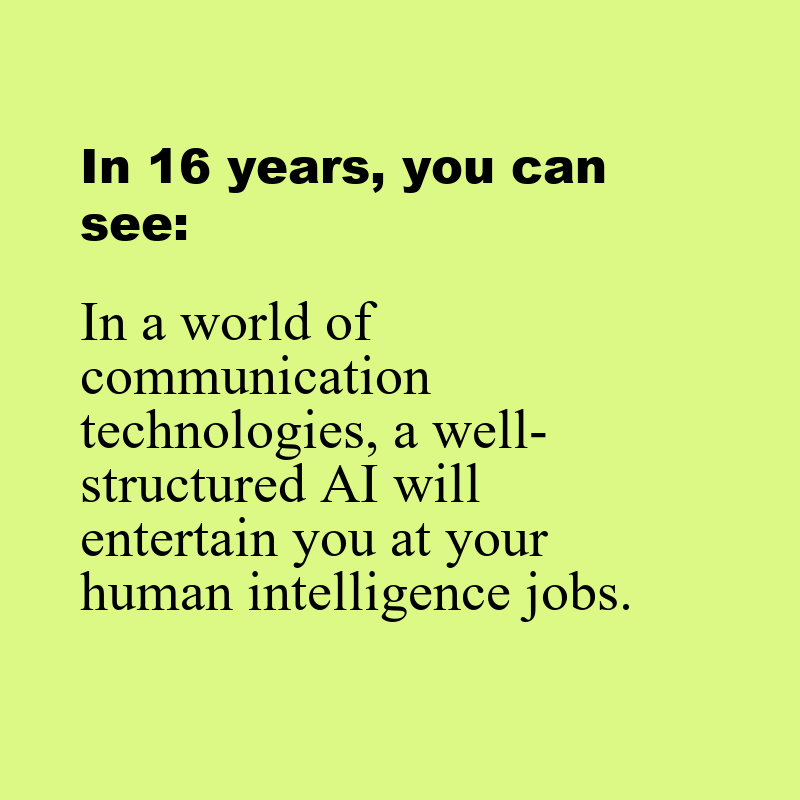 In 16 years, you can
see:
In a world of
communication
technologies, a well-
structured AI will
entertain you at your
human intelligence jobs.